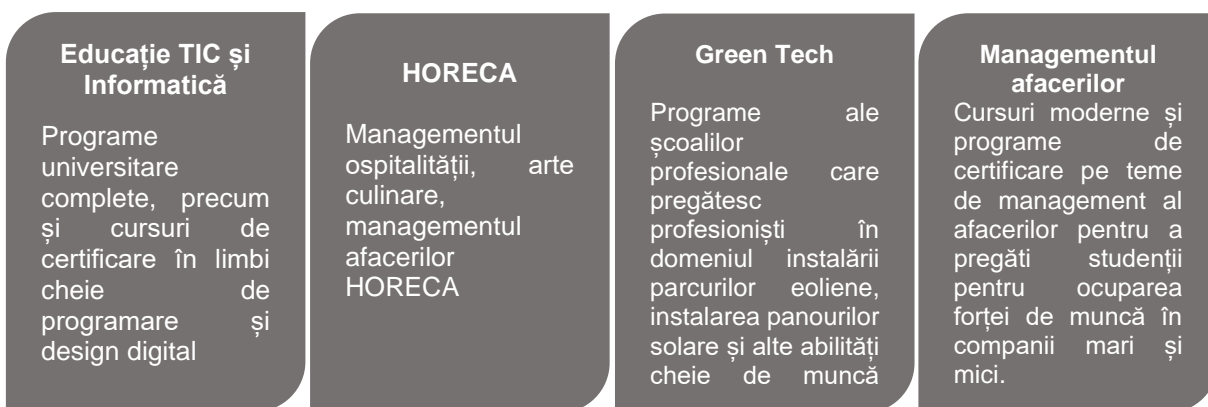 Educație TIC și
Informatică
Programe
universitare
complete, precum
și cursuri de
certificare în limbi
cheie de
programare și
design digital
HORECA
Managementul
ospitalității, arte
culinare,
managementul
afacerilor
HORECA
Green Tech
Programe ale
școalilor
profesionale care
pregătesc
profesioniști în
domeniul instalării
parcurilor eoliene,
instalarea panourilor
solare și alte abilități
cheie de muncă
Managementul
afacerilor
Cursuri moderne și
programe de
certificare pe teme
de management al
afacerilor pentru a
pregăti studenții
pentru ocuparea
forței de muncă în
companii mari și
mici.